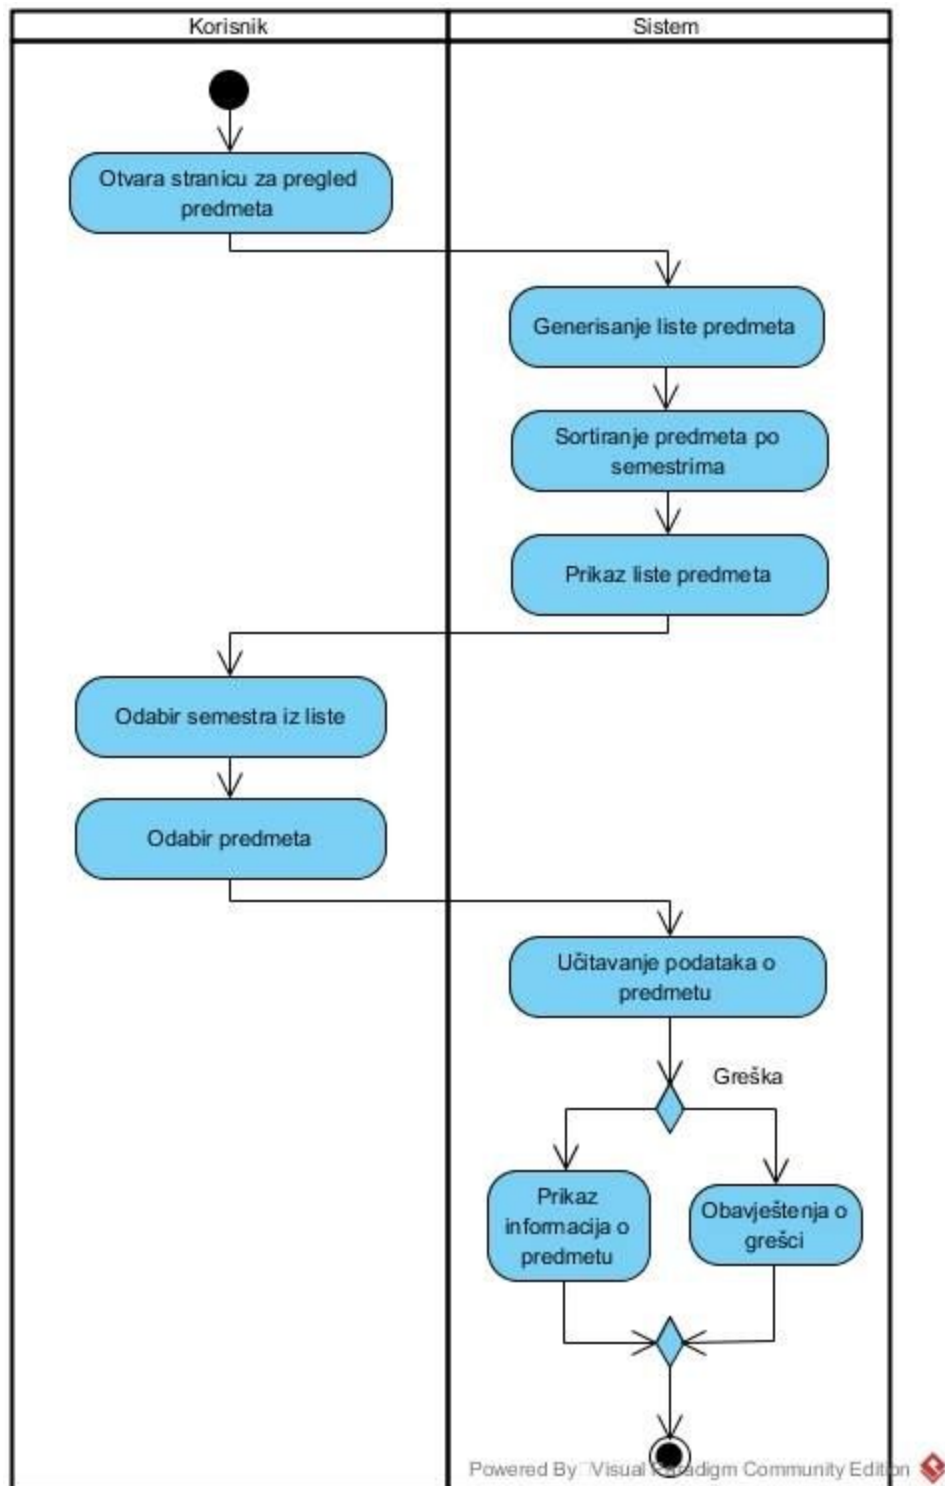 Korisnik
Sistem
Otvara stranicu za pregled
predmeta
Generisanje liste predmeta
Sortiranje predmeta po
semestrima
Prikaz liste predmeta
Odabir semestra iz liste
Odabir predmeta
Učitavanje podataka o
predmetu
Greška
Prikaz
informacija o
predmetu
Obavještenja o
grešci
Powered By Visual Paradigm Community Edition